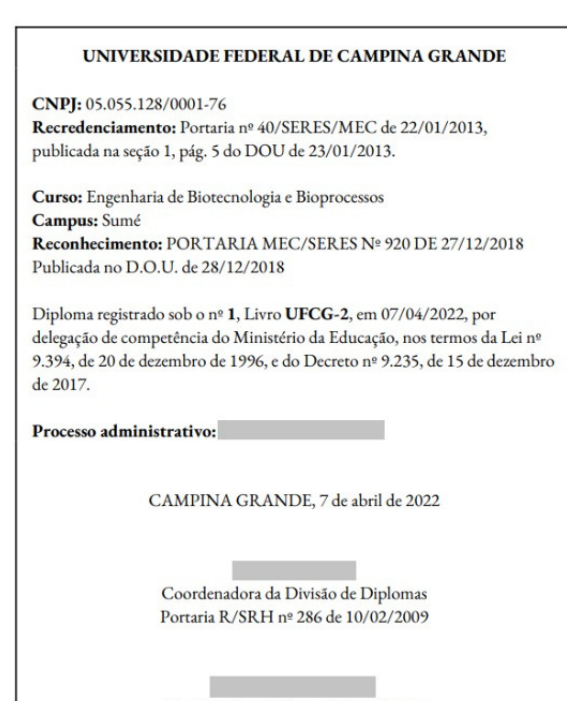 UNIVERSIDADE FEDERAL DE CAMPINA GRANDE
CNPJ: 05.055.128/0001-76
Recredenciamento: Portaria nº 40/SERES/MEC de 22/01/2013,
publicada na seção 1, pág. 5 do DOU de 23/01/2013.
Curso: Engenharia de Biotecnologia e Bioprocessos
Campus: Sumé
Reconhecimento: PORTARIA MEC/SERES Nº 920 DE 27/12/2018
Publicada no D.O.U. de 28/12/2018
Diploma registrado sob o nº 1, Livro UFCG-2, em 07/04/2022, por
delegação de competência do Ministério da Educação, nos termos da Lei nº
9.394, de 20 de dezembro de 1996, e do Decreto nº 9.235, de 15 de dezembro
de 2017.
Processo administrativo:
CAMPINA GRANDE, 7 de abril de 2022
Coordenadora da Divisão de Diplomas
Portaria R/SRH nº 286 de 10/02/2009